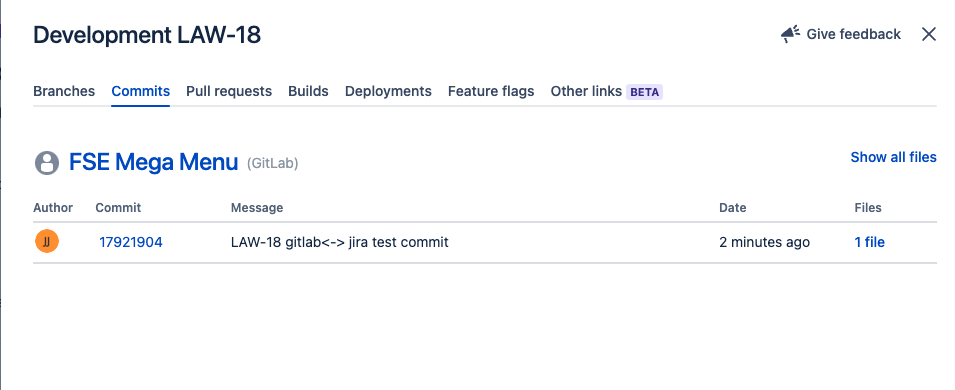 Development LAW-18
Give feedback
Branches Commits Pull requests Builds Deployments Feature flags Other links BETA
FSE Mega Menu (GitLab)
Show all files
Author Commit Message Date Files
JJ 17921904 LAW-18 gitlab<-> jira test commit 2 minutes ago 1 file